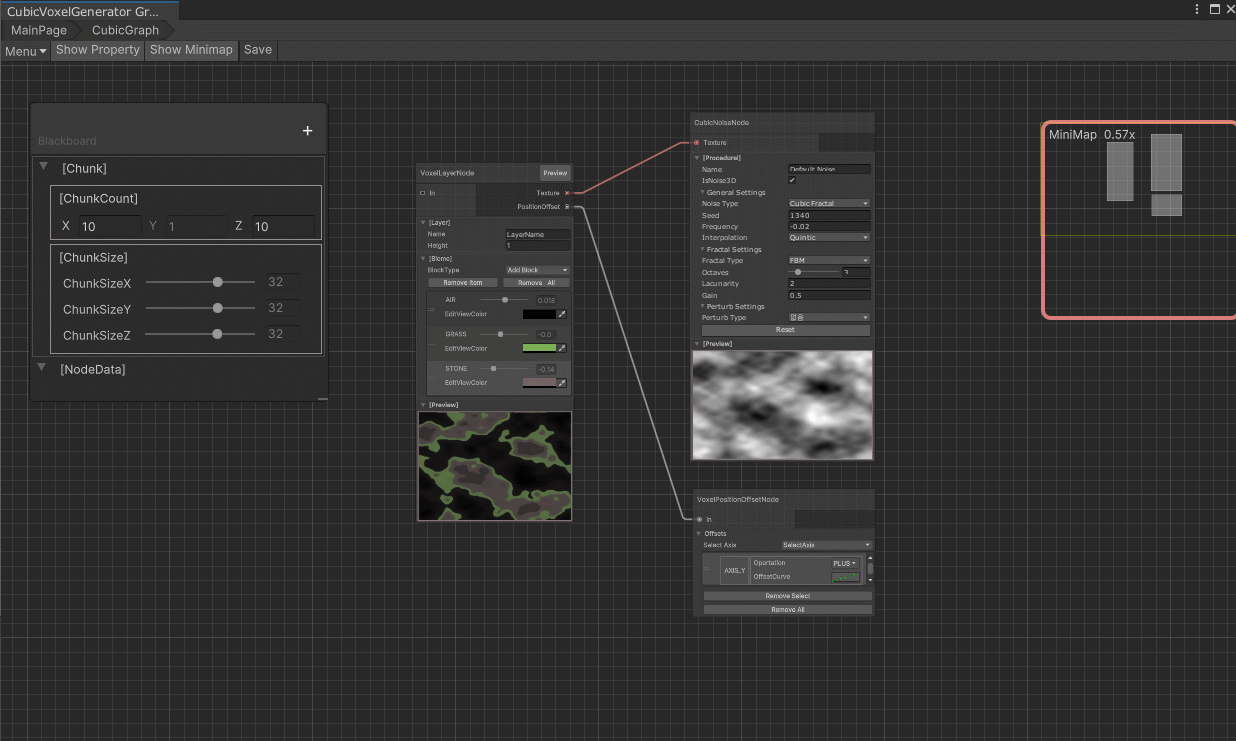 CubicVoxelGenerator Gr...
MainPage CubicGraph
Menu Show Property Show Minimap Save
Blackboard
+
[Chunk]
[ChunkCount]
X 10 Y 1 Z 10
[ChunkSize]
ChunkSizeX 32
ChunkSizeY 32
ChunkSizeZ 32
[NodeData]
VoxelLayerNode Preview
In Texture
PositionOffset
[Layer]
Name LayerName
Height 1
[Biome]
BlockType Add Block
Remove Item Remove All
AIR 0.018
EditViewColor
GRASS -0.0
EditViewColor
STONE -0.14
EditViewColor
[Preview]
CubicNoiseNode
Texture
[Procedural]
Name Default Noise
IsNoise3D
General Settings
Noise Type Cubic Fractal
Seed 1340
Frequency -0.02
Interpolation Quintic
Fractal Settings
Fractal Type FBM
Octaves 3
Lacunarity 2
Gain 0.5
Perturb Settings
Perturb Type 없음
Reset
[Preview]
VoxelPositionOffsetNode
In
Offsets
Select Axis SelectAxis
AXIS_Y
Opertation PLUS
OffsetCurve
Remove Select
Remove All
MiniMap 0.57x